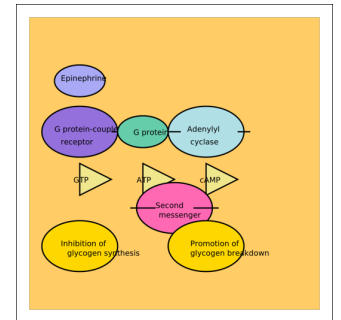 Epinephrine
G protein-couple
receptor
G protein
Adenylyl
cyclase
GTP
ATP
cAMP
Second
messenger
Inhibition of
glycogen synthesis
Promotion of
glycogen breakdown